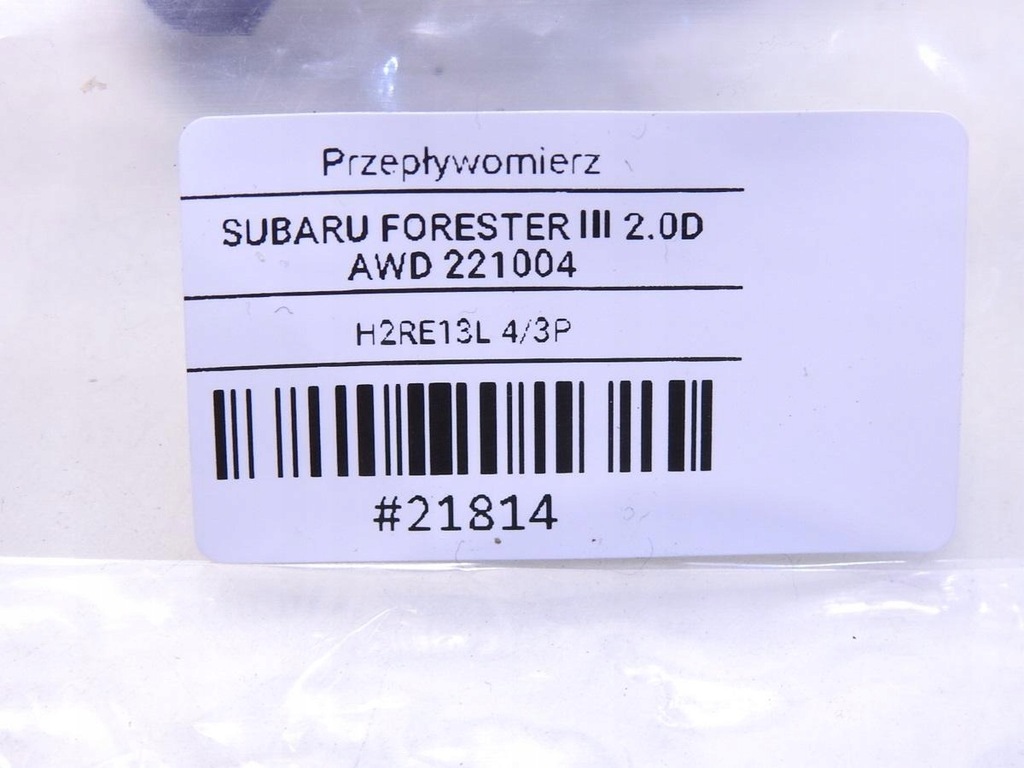 Przepływomierz
SUBARU FORESTER III 2.0D
AWD 221004
H2RE13L 4/3P
#21814